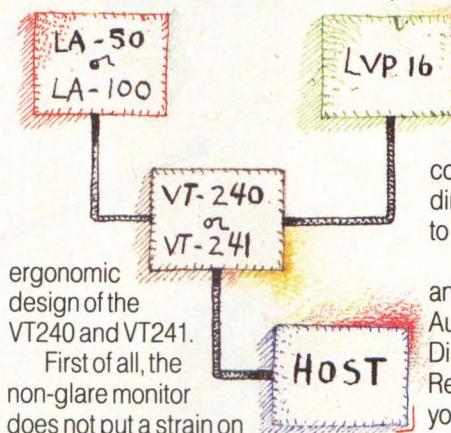 LA-50
or
LA-100
LVP 16
VT-240
or
VT-241
HOST
ergonomic
design of the
VT240 and VT241.
First of all, the
non-glare monitor
does not put a strain on
to
an
Au
Di
Re
yo